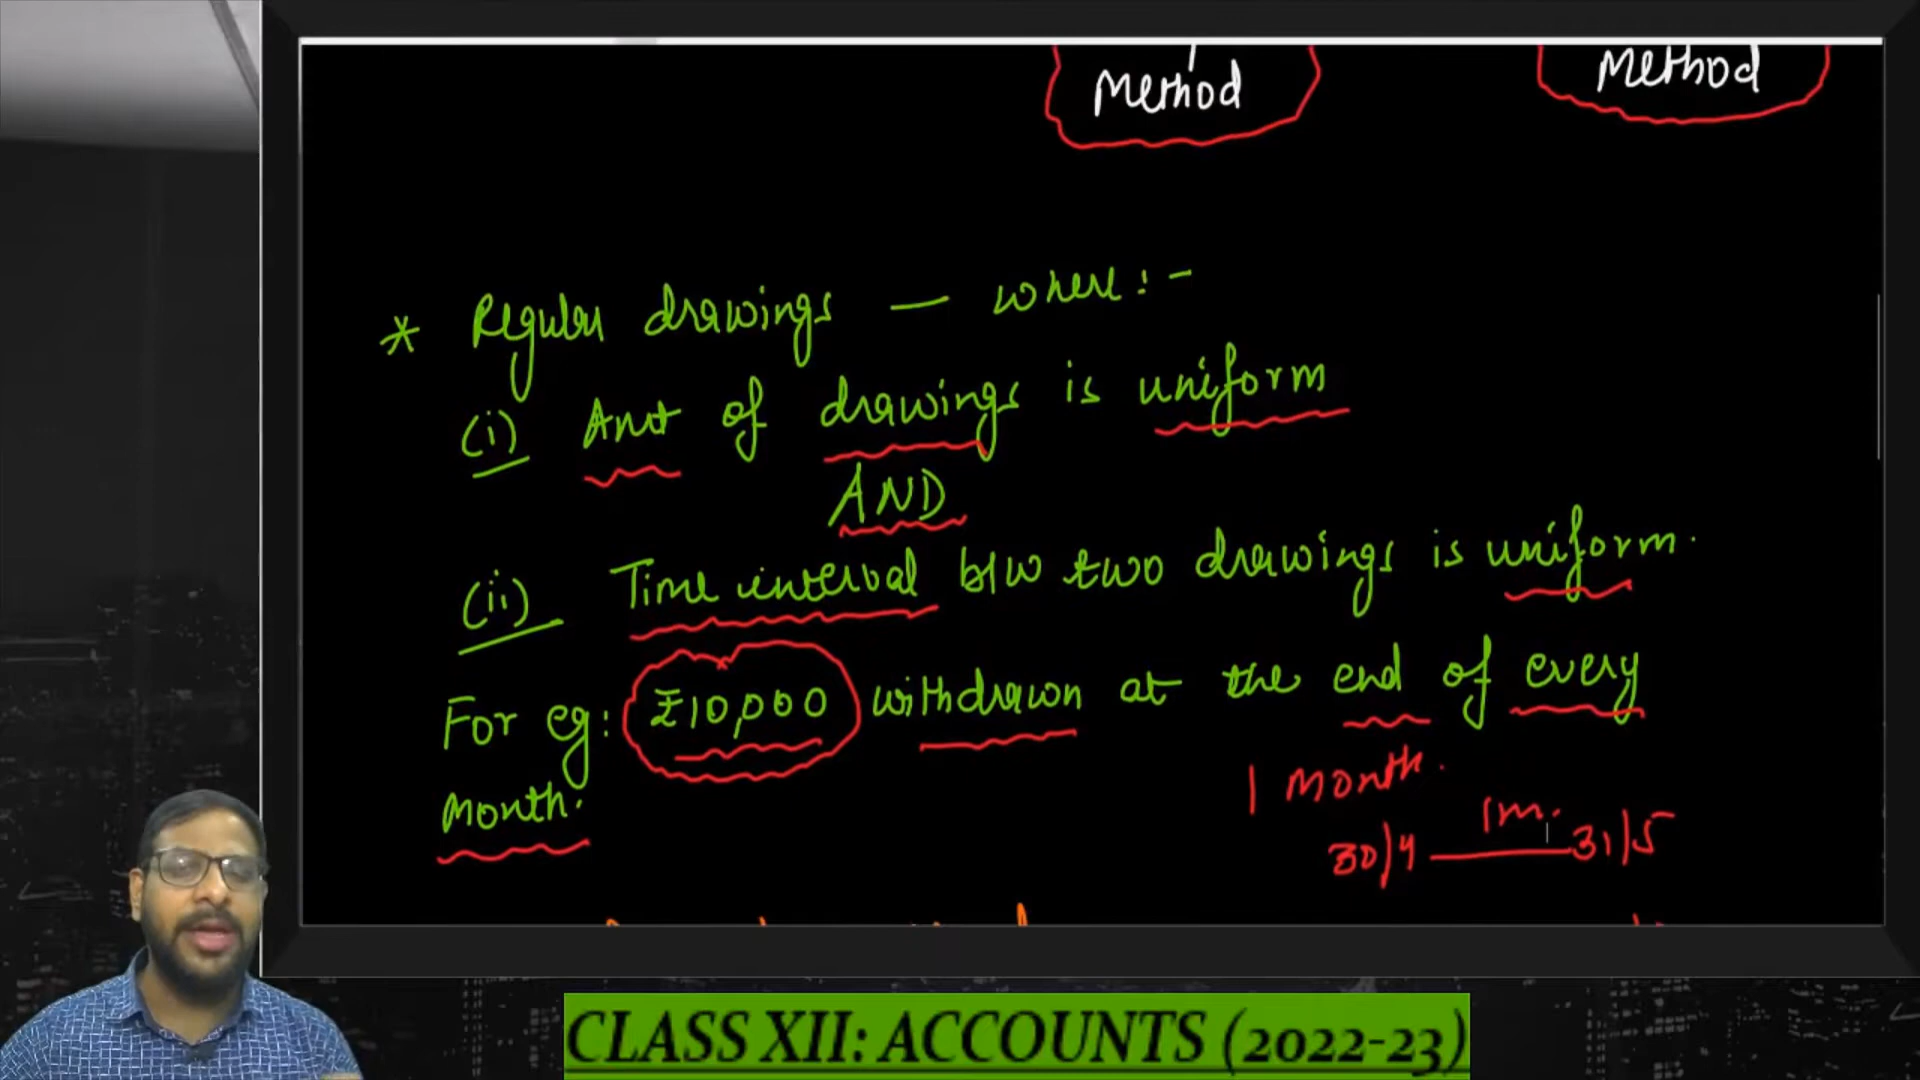 Method
Method
* Regular drawings — where:-
(i) Amt of drawings is uniform
AND
(ii) Time interval b/w two drawings is uniform.
For eg: ₹10,000 withdrawn at the end of every
Month.
1 Month.
1m.
30/4 — 31/5
CLASS XII: ACCOUNTS (2022-23)